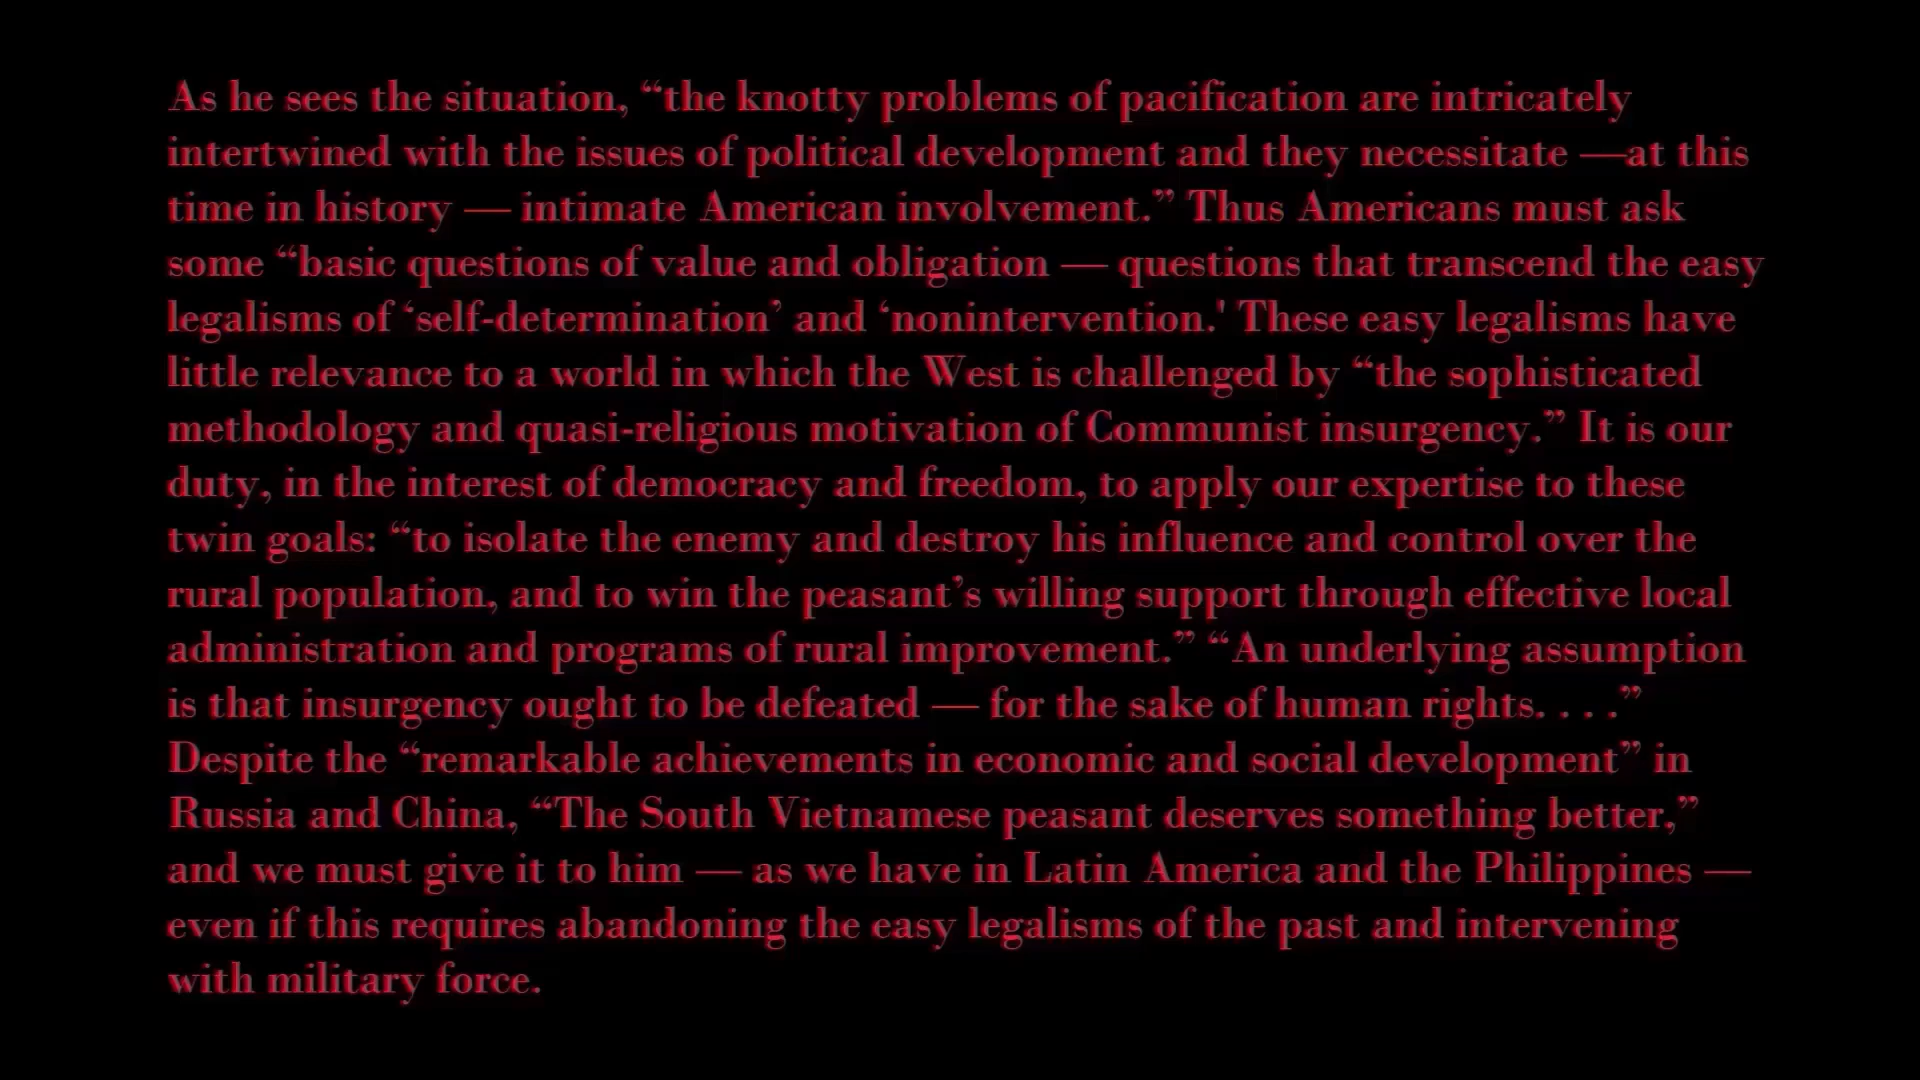 As he sees the situation, “the knotty problems of pacification are intricately
intertwined with the issues of political development and they necessitate —at this
time in history — intimate American involvement.” Thus Americans must ask
some “basic questions of value and obligation — questions that transcend the easy
legalisms of ‘self-determination’ and ‘nonintervention.' These easy legalisms have
little relevance to a world in which the West is challenged by “the sophisticated
methodology and quasi-religious motivation of Communist insurgency.” It is our
duty, in the interest of democracy and freedom, to apply our expertise to these
twin goals: “to isolate the enemy and destroy his influence and control over the
rural population, and to win the peasant’s willing support through effective local
administration and programs of rural improvement.” “An underlying assumption
is that insurgency ought to be defeated — for the sake of human rights. . . .”
Despite the “remarkable achievements in economic and social development” in
Russia and China, “The South Vietnamese peasant deserves something better,”
and we must give it to him — as we have in Latin America and the Philippines —
even if this requires abandoning the easy legalisms of the past and intervening
with military force.